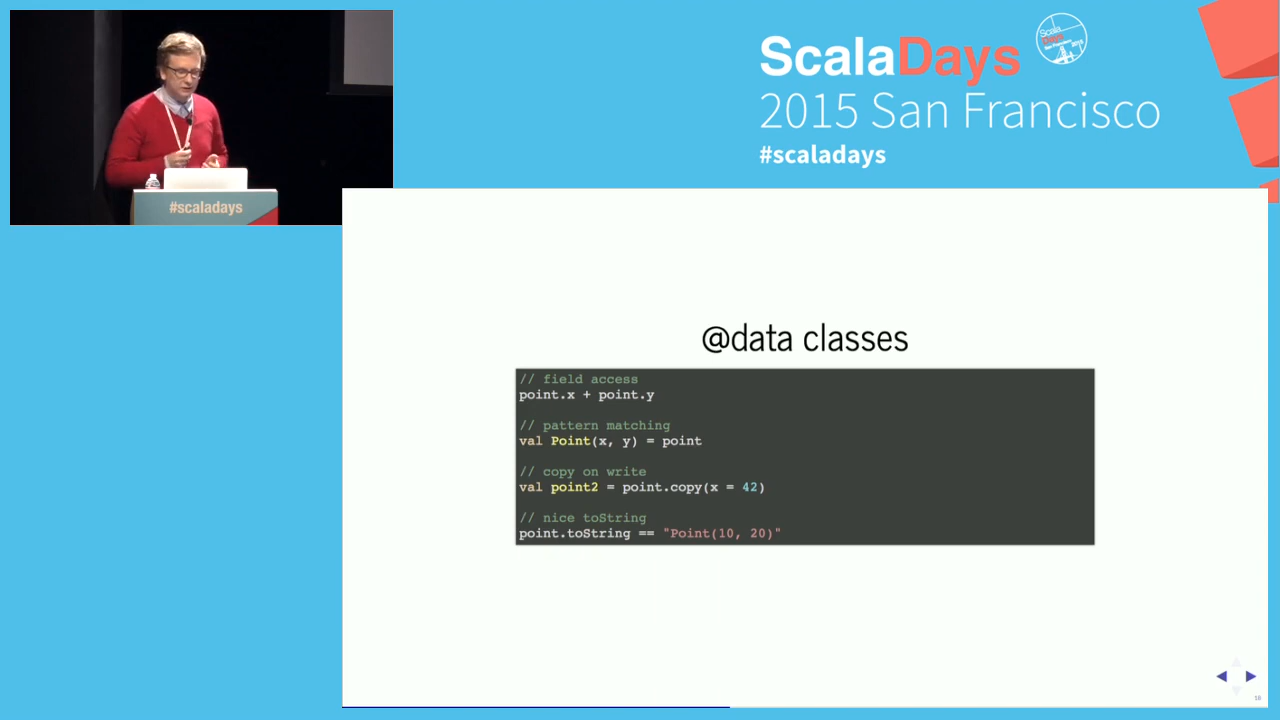 ScalaDays
2015 San Francisco
#scaladays
#scaladays
@data classes
// field access
point.x + point.y
// pattern matching
val Point(x, y) = point
// copy on write
val point2 = point.copy(x = 42)
// nice toString
point.toString == "Point(10, 20)"
18